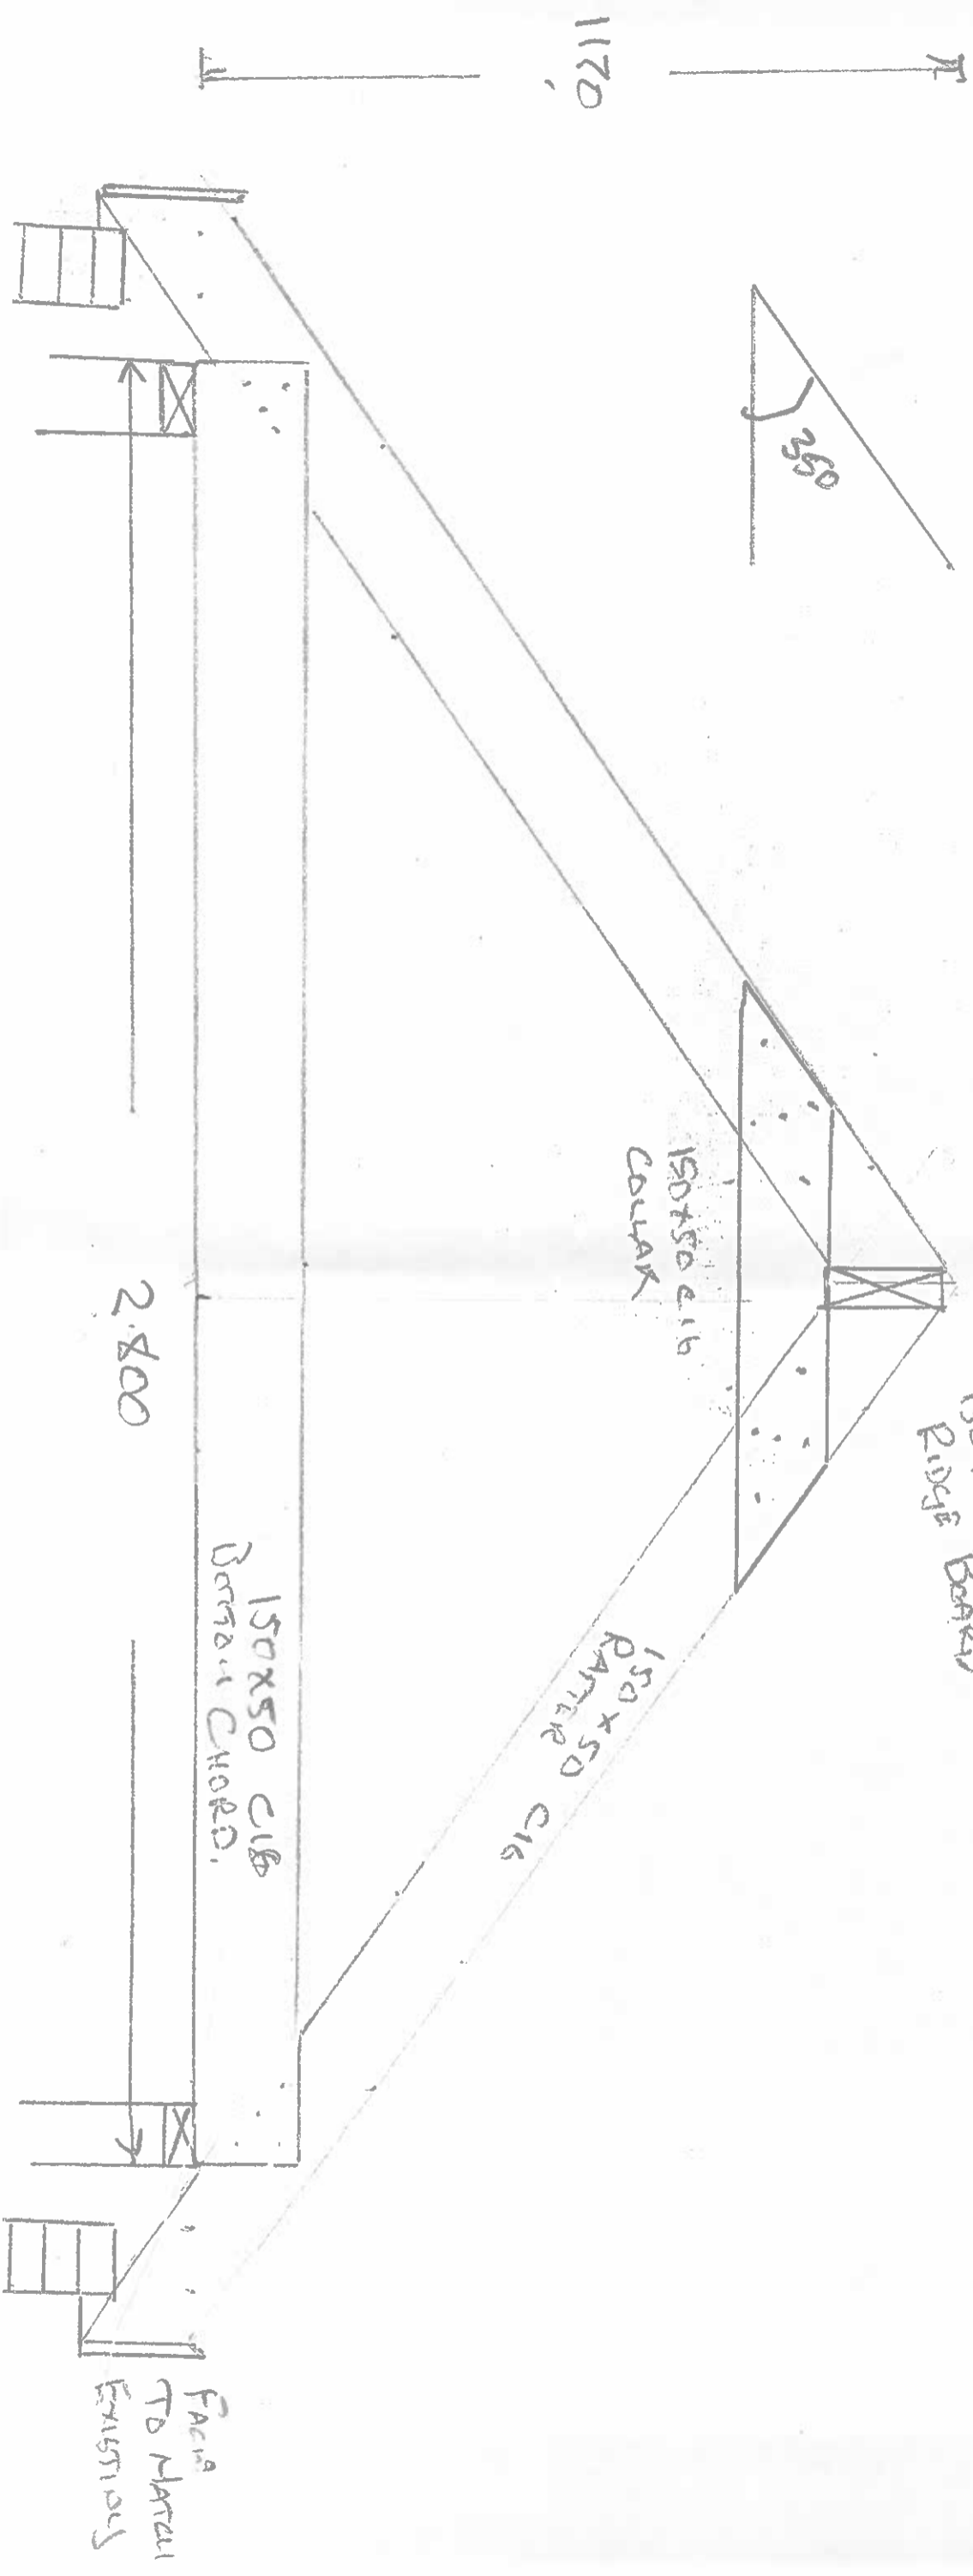 1170
35°
RIDGE BOARD
150x50 C16
COLLAR
150x50 C16
RAFTER
150x50 C16
BOTTOM CHORD.
2.800
FACIA
TO MATCH
EXISTING